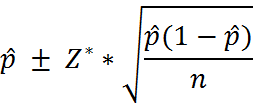 p̂ ± Z* * √(p̂(1 − p̂)/n)